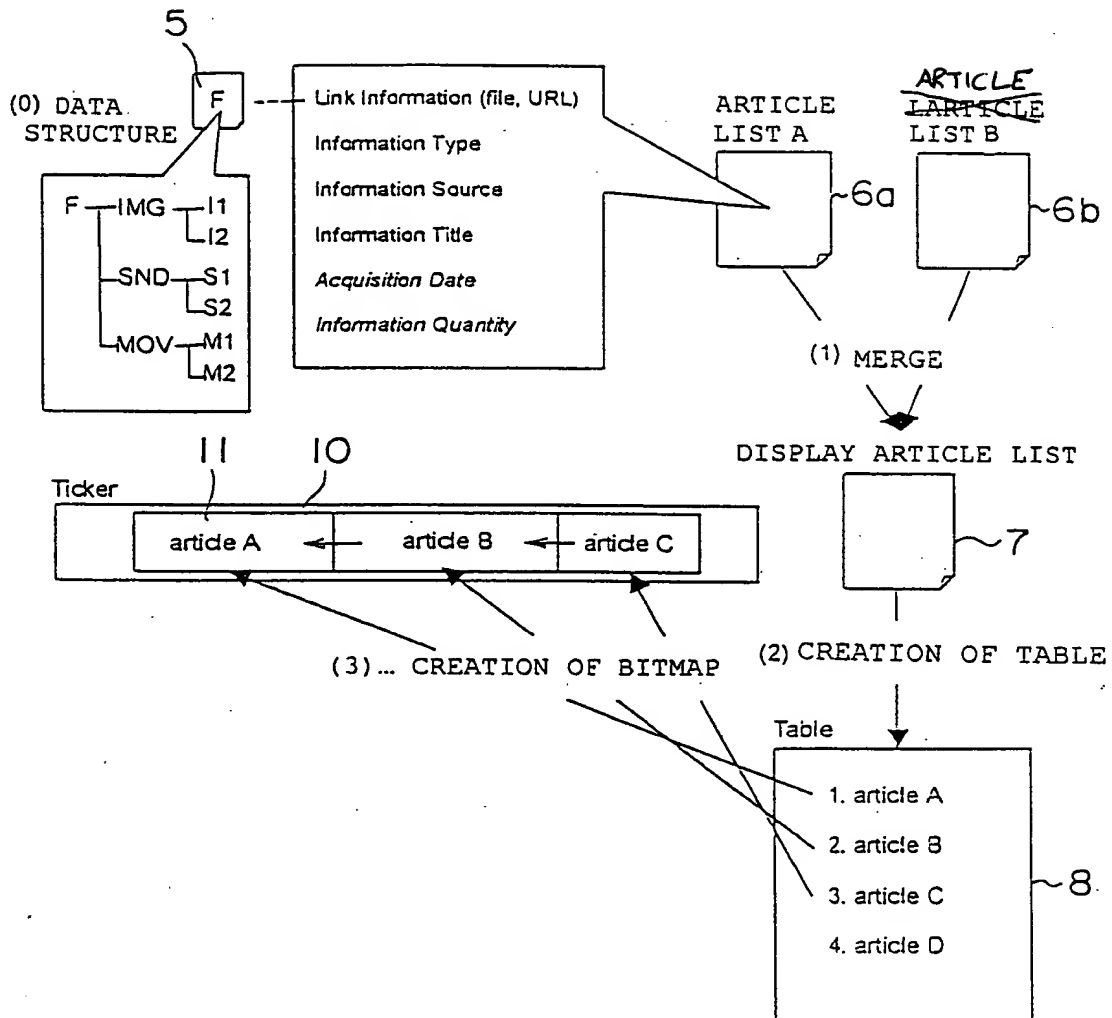 5
(0) DATA
STRUCTURE
F
F IMG I1
I2
SND S1
S2
MOV M1
M2
Link Information (file, URL)
Information Type
Information Source
Information Title
Acquisition Date
Information Quantity
ARTICLE
LIST A
6a
ARTICLE
LARTICLE
LIST B
6b
(1) MERGE
DISPLAY ARTICLE LIST
7
11
10
Ticker
article A
article B
article C
(3)... CREATION OF BITMAP
(2) CREATION OF TABLE
Table
1. article A
2. article B
3. article C
4. article D
8